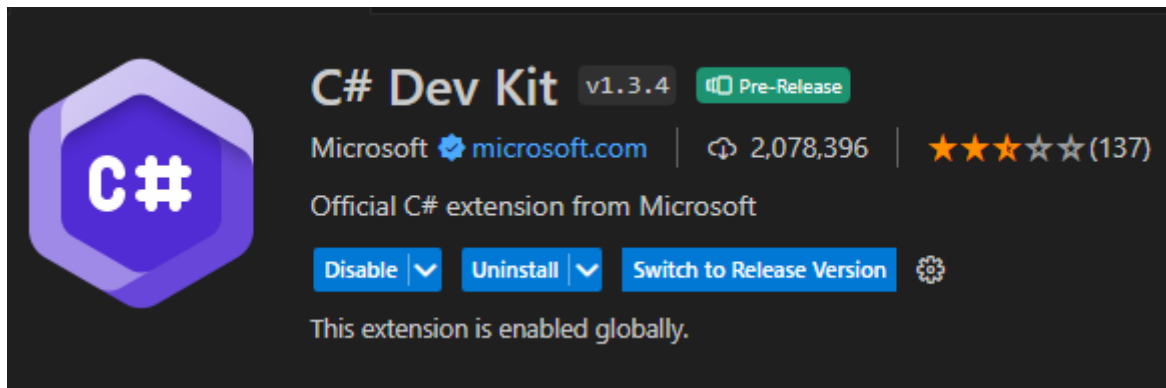 C#
C# Dev Kit v1.3.4 Pre-Release
Microsoft microsoft.com 2,078,396 (137)
Official C# extension from Microsoft
Disable Uninstall Switch to Release Version
This extension is enabled globally.